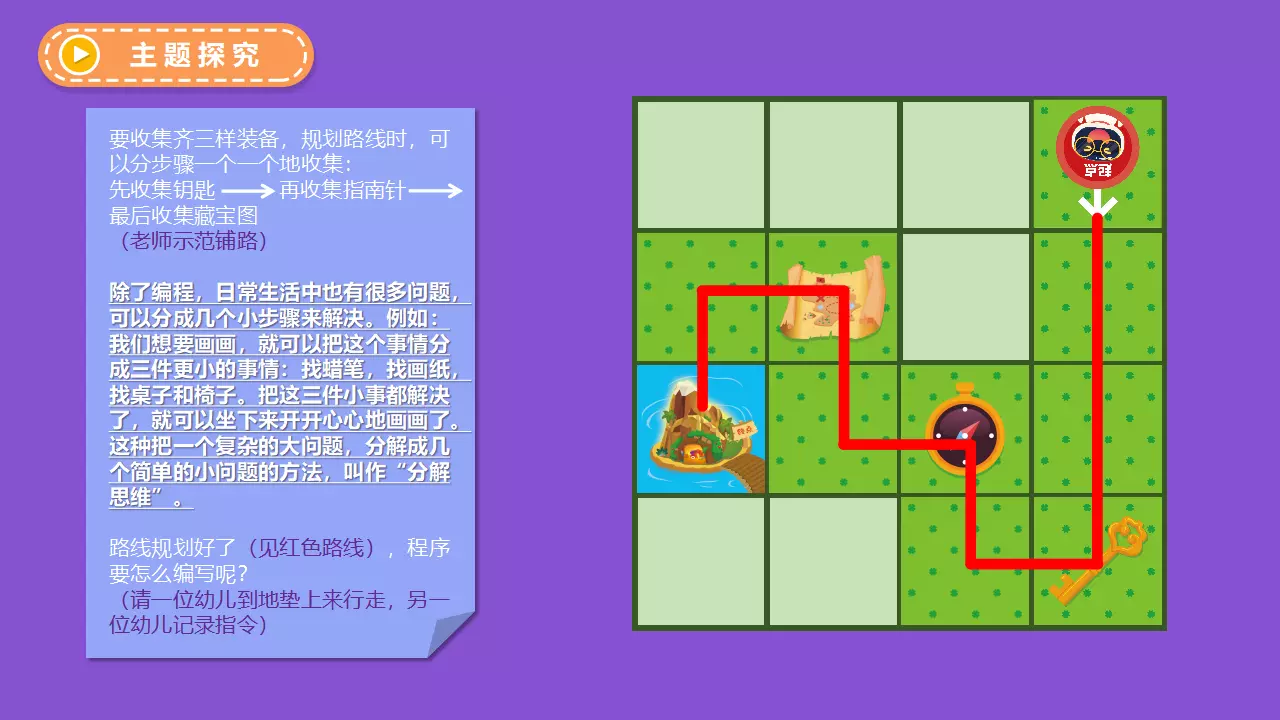 主题探究
要收集齐三样装备，规划路线时，可
以分步骤一个一个地收集：
先收集钥匙 再收集指南针
最后收集藏宝图
（老师示范铺路）
除了编程，日常生活中也有很多问题，
可以分成几个小步骤来解决。例如：
我们想要画画，就可以把这个事情分
成三件更小的事情：找蜡笔，找画纸，
找桌子和椅子。把这三件小事都解决
了，就可以坐下来开开心心地画画了。
这种把一个复杂的大问题，分解成几
个简单的小问题的方法，叫作“分解
思维”。
路线规划好了（见红色路线），程序
要怎么编写呢？
（请一位幼儿到地垫上来行走，另一
位幼儿记录指令）
起点
终点